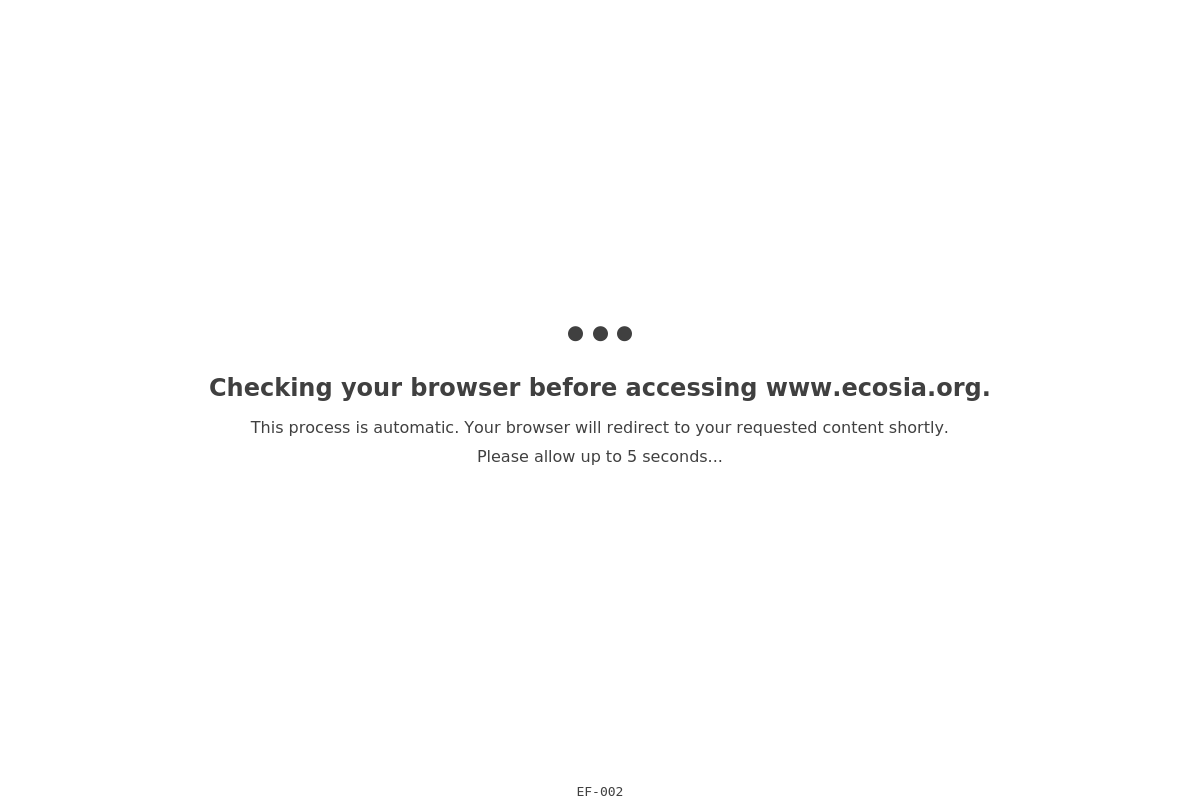 Checking your browser before accessing www.ecosia.org.
This process is automatic. Your browser will redirect to your requested content shortly.
Please allow up to 5 seconds...
EF-002